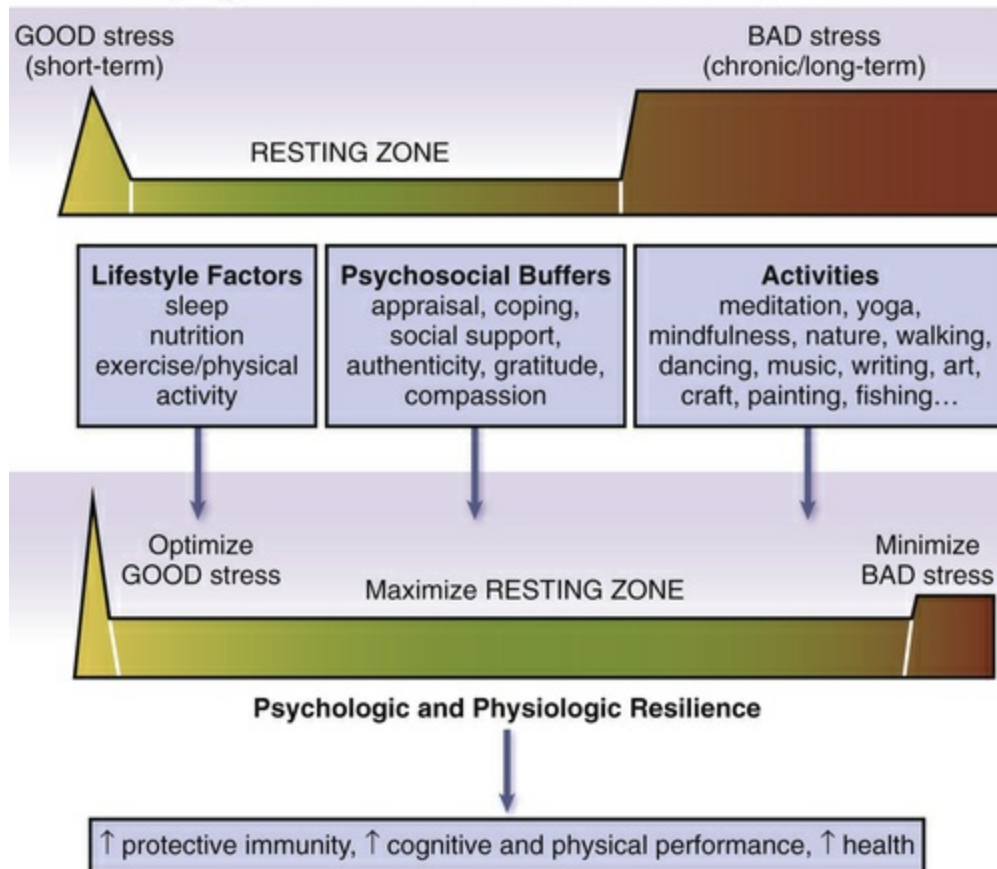 GOOD stress
(short-term)
BAD stress
(chronic/long-term)
RESTING ZONE
Lifestyle Factors
sleep
nutrition
exercise/physical
activity
Psychosocial Buffers
appraisal, coping,
social support,
authenticity, gratitude,
compassion
Activities
meditation, yoga,
mindfulness, nature, walking,
dancing, music, writing, art,
craft, painting, fishing…
Optimize
GOOD stress
Maximize RESTING ZONE
Minimize
BAD stress
Psychologic and Physiologic Resilience
↑ protective immunity, ↑ cognitive and physical performance, ↑ health